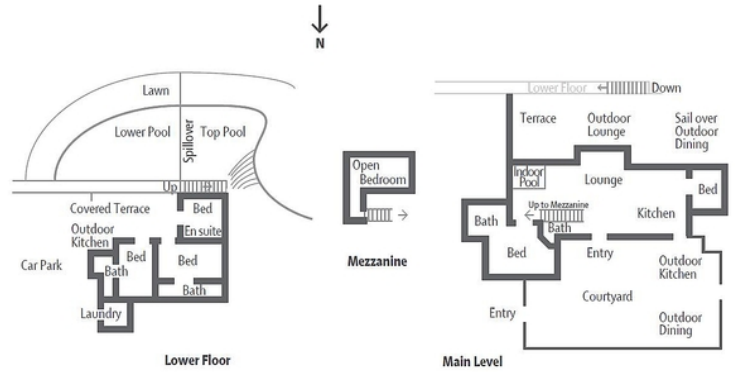 N
Lawn
Lower Pool
Spillover
Top Pool
Up
Covered Terrace
Bed
Outdoor
Kitchen
En suite
Car Park
Bath
Bed
Bed
Bath
Laundry
Lower Floor
Open
Bedroom
Mezzanine
Lower Floor
Down
Terrace
Outdoor
Lounge
Sail over
Outdoor
Dining
Indoor
Pool
Lounge
Bed
Up to Mezzanine
Kitchen
Bath
Bath
Bed
Entry
Outdoor
Kitchen
Courtyard
Entry
Outdoor
Dining
Main Level